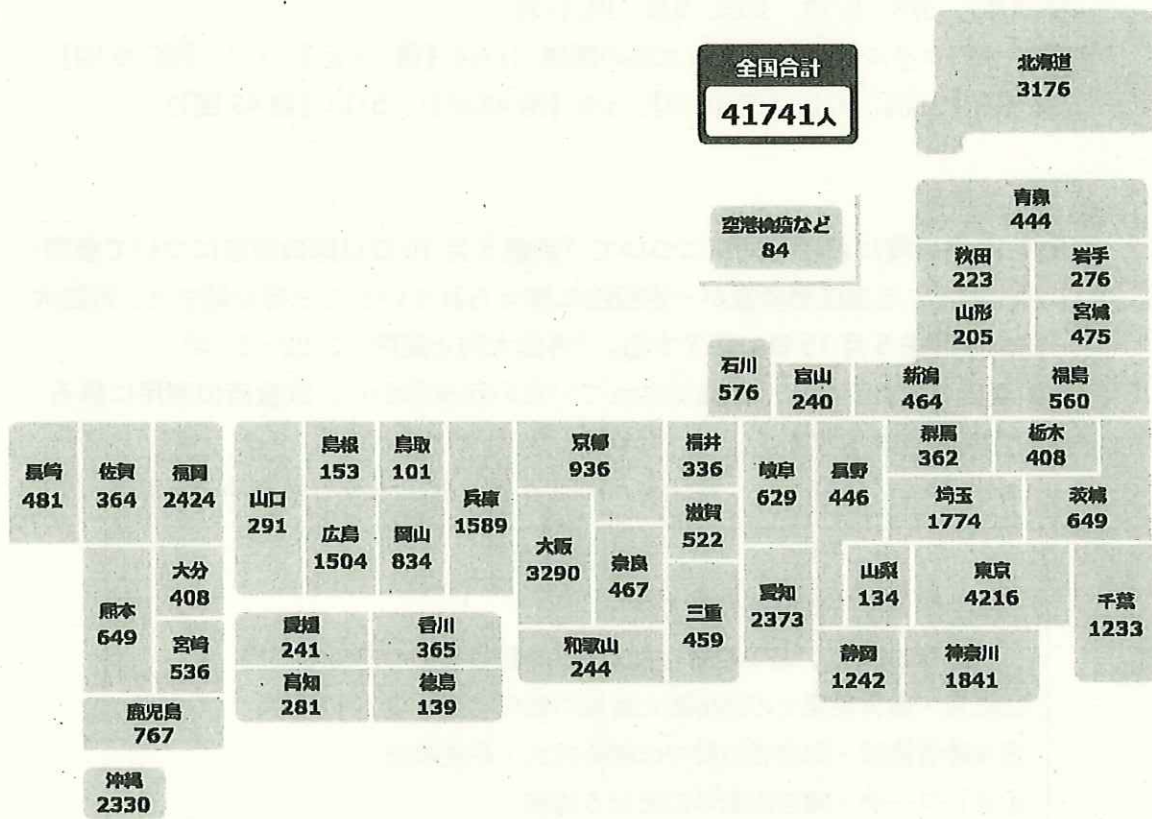 全国合計
41741人
北海道
3176
空港検疫など
84
青森
444
秋田
223
岩手
276
山形
205
宮城
475
石川
576
富山
240
新潟
464
福島
560
長崎
481
佐賀
364
福岡
2424
山口
291
島根
153
鳥取
101
広島
1504
岡山
834
兵庫
1589
京都
936
大阪
3290
奈良
467
和歌山
244
福井
336
滋賀
522
三重
459
岐阜
629
愛知
2373
長野
446
群馬
362
栃木
408
埼玉
1774
茨城
649
山梨
134
東京
4216
千葉
1233
静岡
1242
神奈川
1841
熊本
649
大分
408
宮崎
536
鹿児島
767
沖縄
2330
愛媛
241
香川
365
高知
281
徳島
139